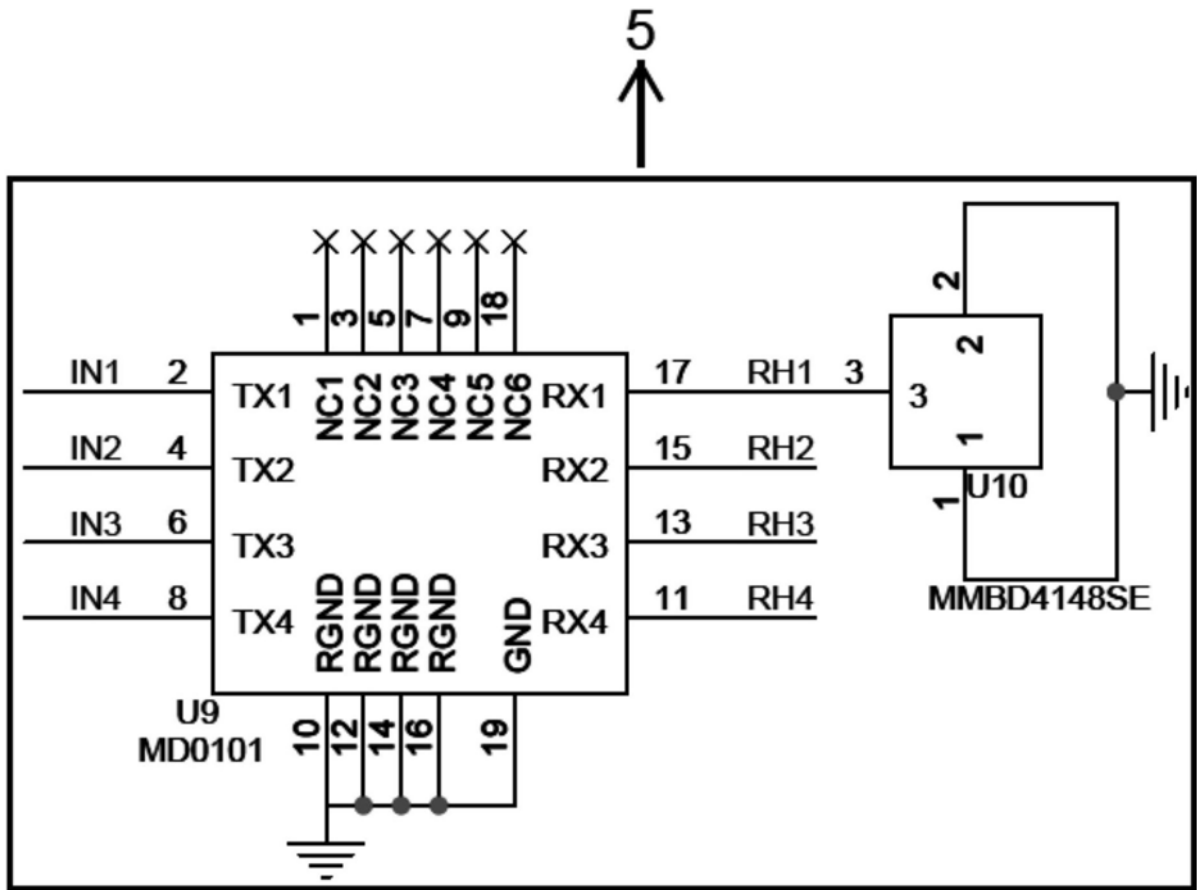 5
1 3 5 7 9 18
NC1 NC2 NC3 NC4 NC5 NC6
IN1 2 TX1 RX1 17 RH1 3 3
IN2 4 TX2 RX2 15 RH2
IN3 6 TX3 RX3 13 RH3
IN4 8 TX4 RX4 11 RH4
RGND RGND RGND RGND GND
10 12 14 16 19
U9
MD0101
2
2
1
1
U10
MMBD4148SE